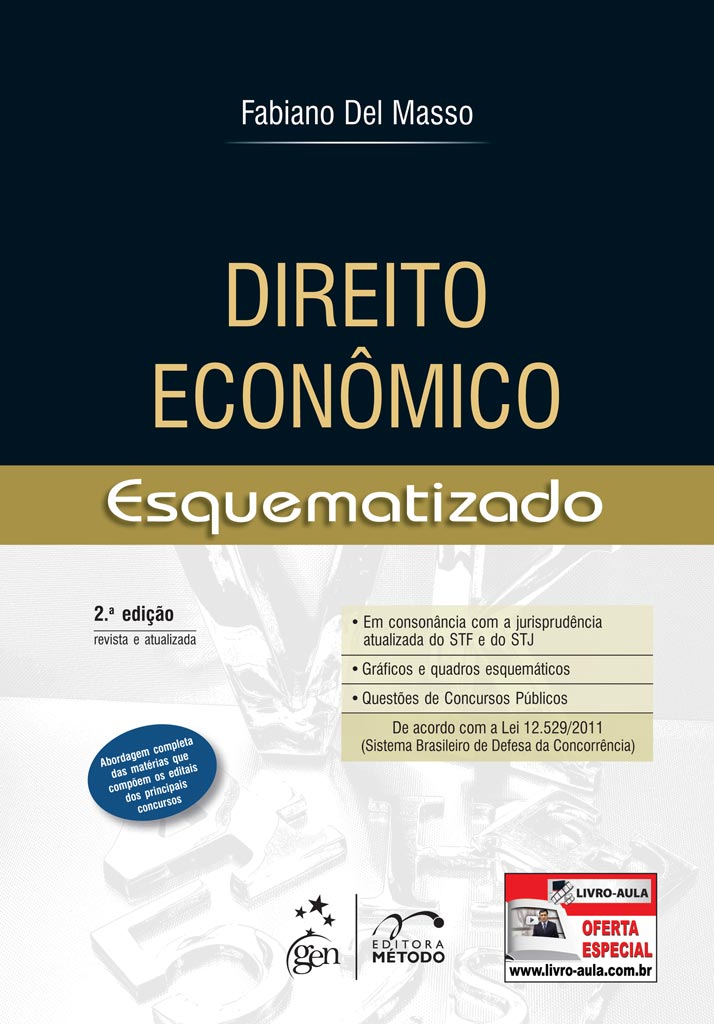 Fabiano Del Masso
DIREITO
ECONÔMICO
Esquematizado
2.ª edição
revista e atualizada
• Em consonância com a jurisprudência
atualizada do STF e do STJ
• Gráficos e quadros esquemáticos
• Questões de Concursos Públicos
De acordo com a Lei 12.529/2011
(Sistema Brasileiro de Defesa da Concorrência)
Abordagem completa
das matérias que
compõem os editais
dos principais
concursos
gen
EDITORA
MÉTODO
LIVRO-AULA
OFERTA
ESPECIAL
www.livro-aula.com.br